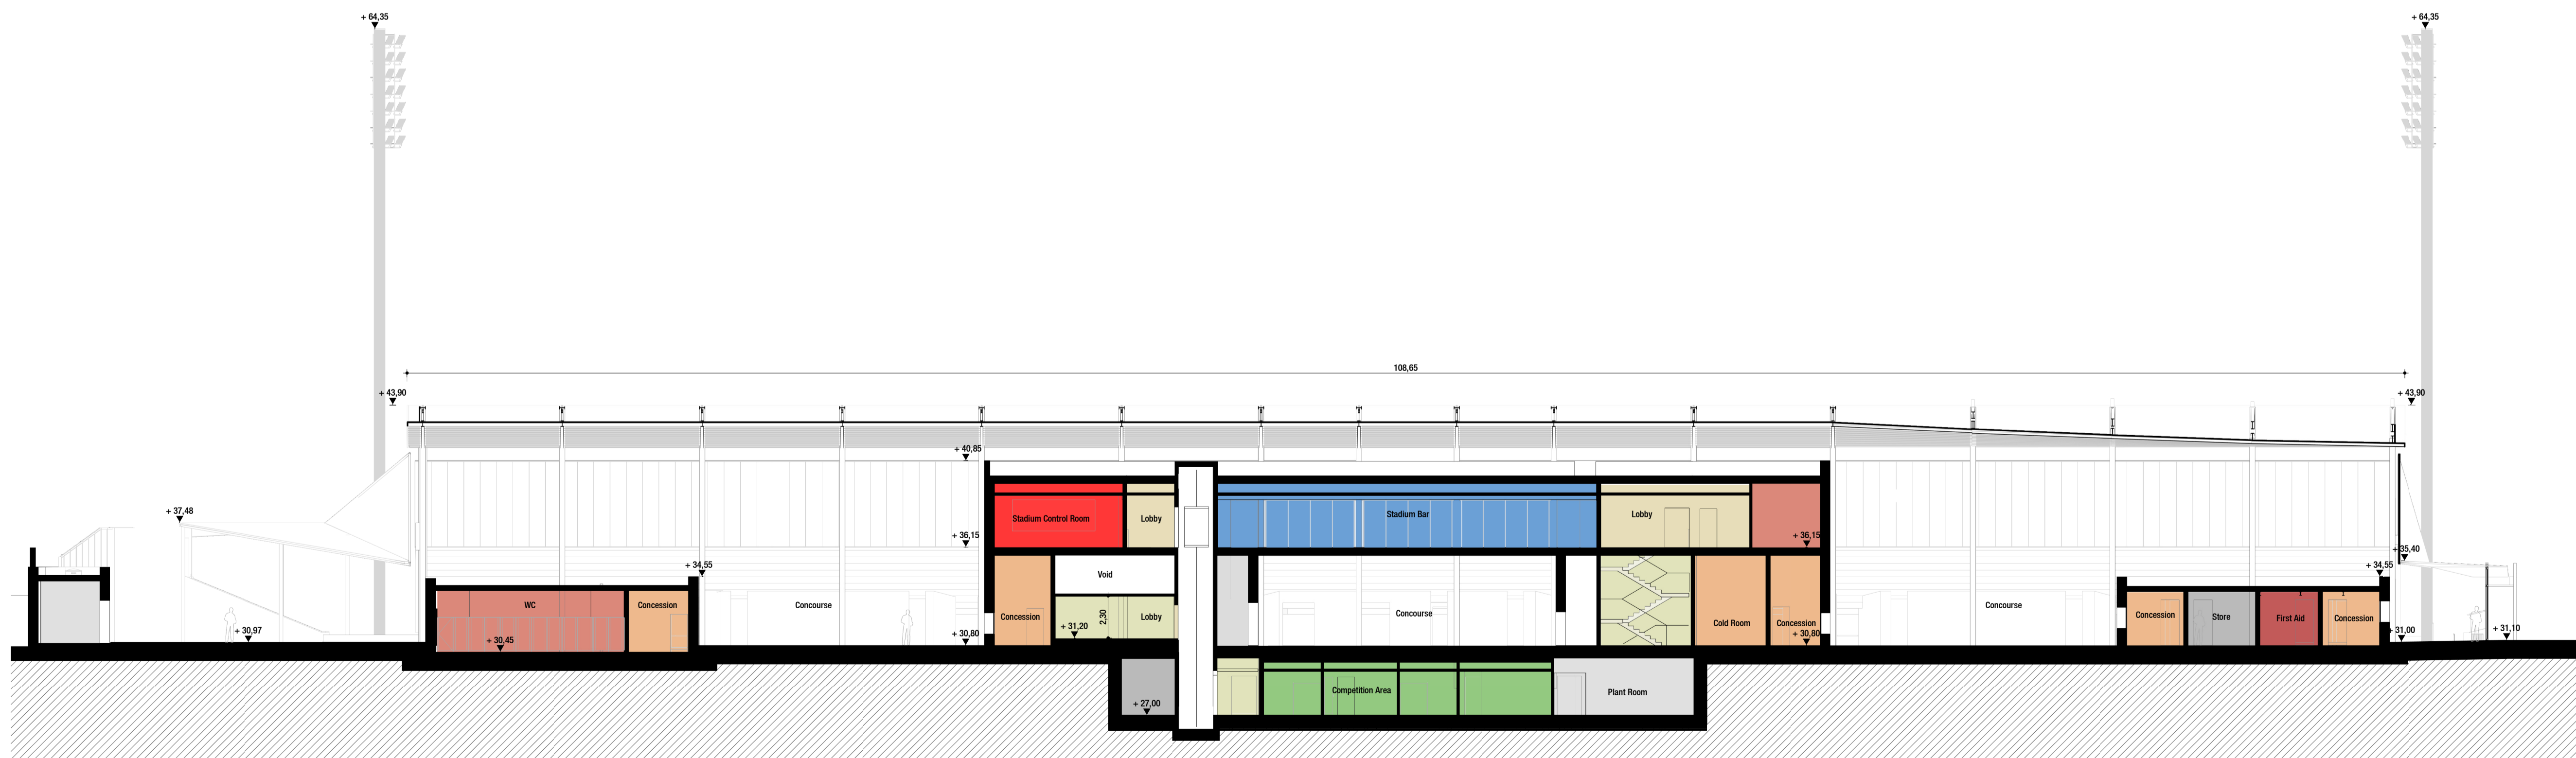 + 64,35
+ 64,35
108,65
+ 43,90
+ 43,90
+ 40,85
+ 37,48
Stadium Control Room
Lobby
Stadium Bar
Lobby
+ 36,15
+ 36,15
+ 35,40
+ 34,55
+ 34,55
Void
WC
Concession
Concourse
Concession
2,30
Lobby
Concourse
Cold Room
Concession
Concourse
Concession
Store
1
First Aid
1
Concession
+ 30,97
+ 30,45
+ 30,80
+ 31,20
+ 30,80
+ 31,00
+ 31,10
Competition Area
Plant Room
+ 27,00